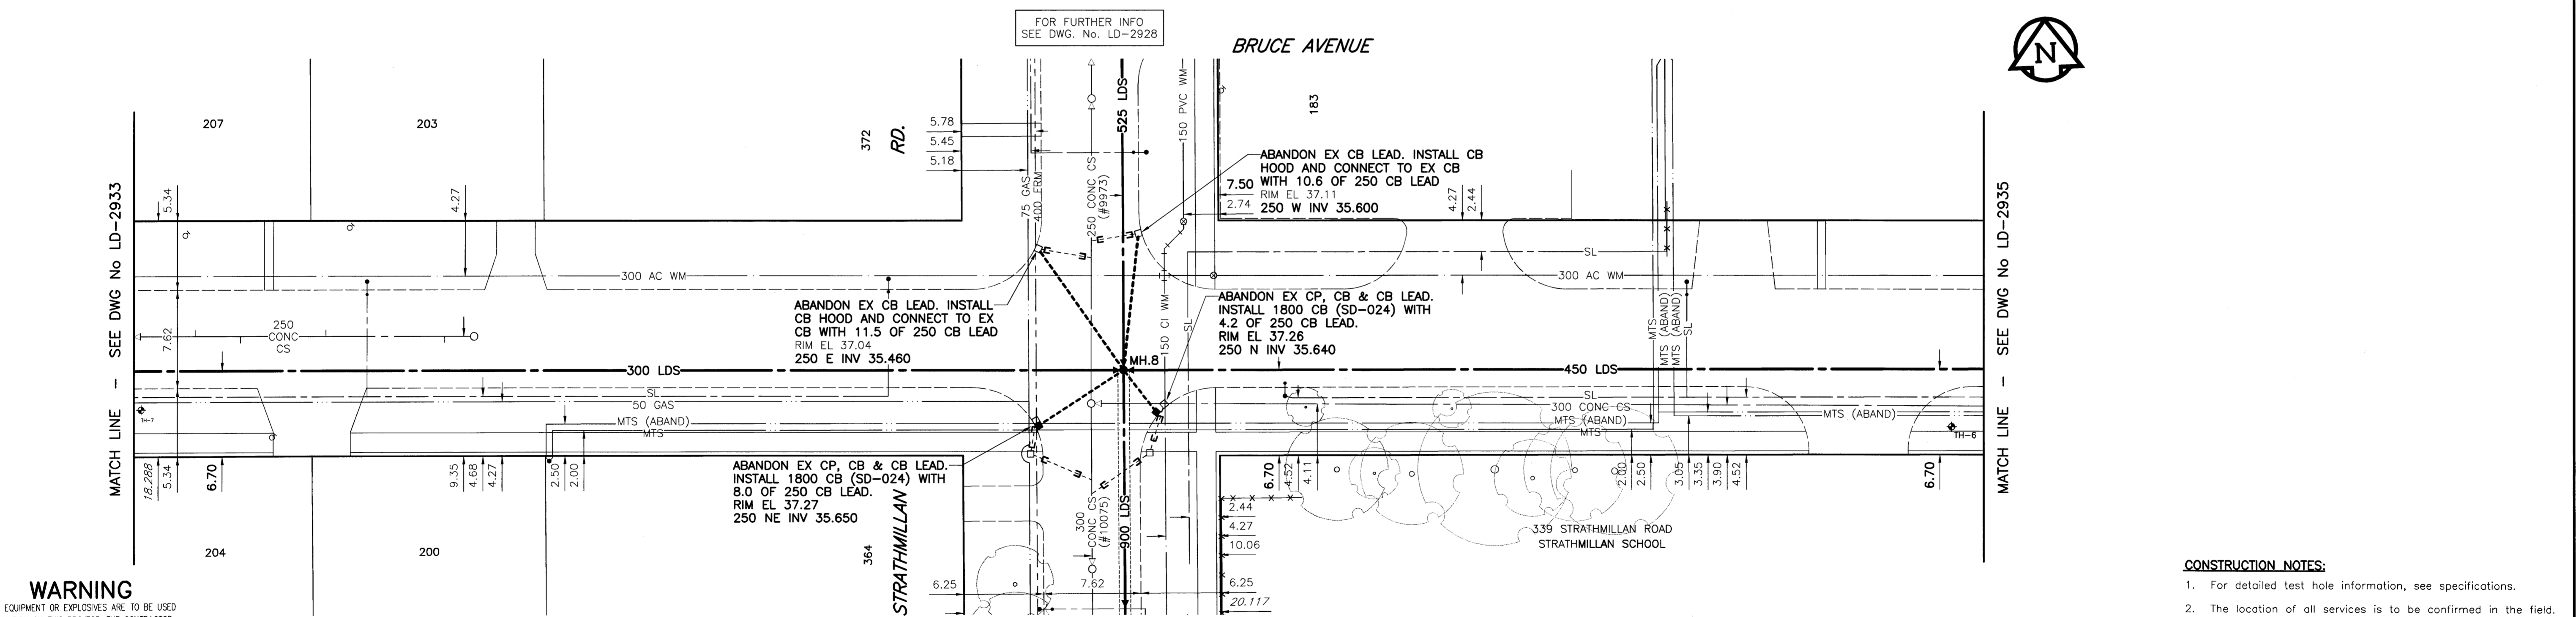 FOR FURTHER INFO
SEE DWG. No. LD-2928
BRUCE AVENUE
N
207
203
372
RD.
5.78
5.45
5.18
75 GAS
400 FRM
250 CONC CS
(#9973)
525 LDS
150 PVC WM
183
ABANDON EX CB LEAD. INSTALL CB
HOOD AND CONNECT TO EX CB
WITH 10.6 OF 250 CB LEAD
RIM EL 37.11
250 W INV 35.600
7.50
2.74
4.27
2.44
MATCH LINE - SEE DWG No LD-2933
5.34
4.27
7.62
300 AC WM
250
CONC
CS
ABANDON EX CB LEAD. INSTALL
CB HOOD AND CONNECT TO EX
CB WITH 11.5 OF 250 CB LEAD
RIM EL 37.04
250 E INV 35.460
150 CI WM
SL
ABANDON EX CP, CB & CB LEAD.
INSTALL 1800 CB (SD-024) WITH
4.2 OF 250 CB LEAD.
RIM EL 37.26
250 N INV 35.640
SL
300 AC WM
MTS
MTS (ABAND)
MTS (ABAND)
SL
MATCH LINE - SEE DWG No LD-2935
300 LDS
MH.8
450 LDS
SL
50 GAS
MTS (ABAND)
MTS
TH-7
SL
300 CONC CS
MTS (ABAND)
MTS
MTS (ABAND)
TH-6
18.288
5.34
6.70
9.35
4.68
4.27
2.50
2.00
ABANDON EX CP, CB & CB LEAD.
INSTALL 1800 CB (SD-024) WITH
8.0 OF 250 CB LEAD.
RIM EL 37.27
250 NE INV 35.650
300
CONC CS
(#10075)
900 LDS
6.70
4.52
4.11
2.00
2.50
3.05
3.35
3.90
4.52
6.70
2.44
4.27
10.06
6.25
20.117
339 STRATHMILLAN ROAD
STRATHMILLAN SCHOOL
204
200
364
STRATHMILLAN
6.25
7.62
WARNING
EQUIPMENT OR EXPLOSIVES ARE TO BE USED
CONSTRUCTION NOTES:
1. For detailed test hole information, see specifications.
2. The location of all services is to be confirmed in the field.